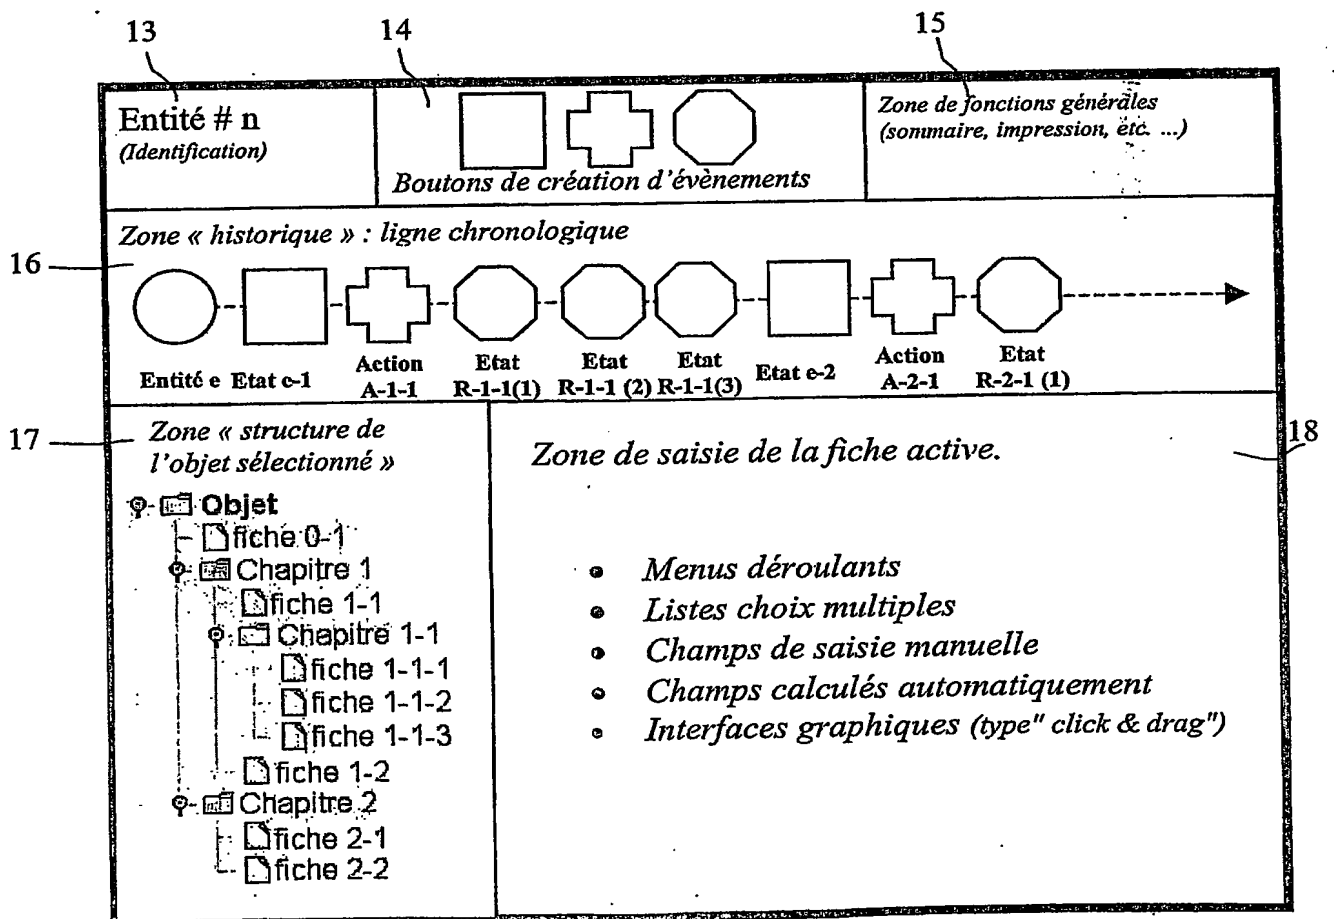 13
14
15
Entité # n
(Identification)
Boutons de création d'évènements
Zone de fonctions générales
(sommaire, impression, etc. ...)
16
Zone « historique » : ligne chronologique
Entité e
Etat e-1
Action
A-1-1
Etat
R-1-1(1)
Etat
R-1-1 (2)
Etat
R-1-1(3)
Etat e-2
Action
A-2-1
Etat
R-2-1 (1)
17
Zone « structure de
l'objet sélectionné »
Objet
fiche 0-1
Chapitre 1
fiche 1-1
Chapitre 1-1
fiche 1-1-1
fiche 1-1-2
fiche 1-1-3
fiche 1-2
Chapitre 2
fiche 2-1
fiche 2-2
18
Zone de saisie de la fiche active.
• Menus déroulants
• Listes choix multiples
• Champs de saisie manuelle
• Champs calculés automatiquement
• Interfaces graphiques (type" click & drag")